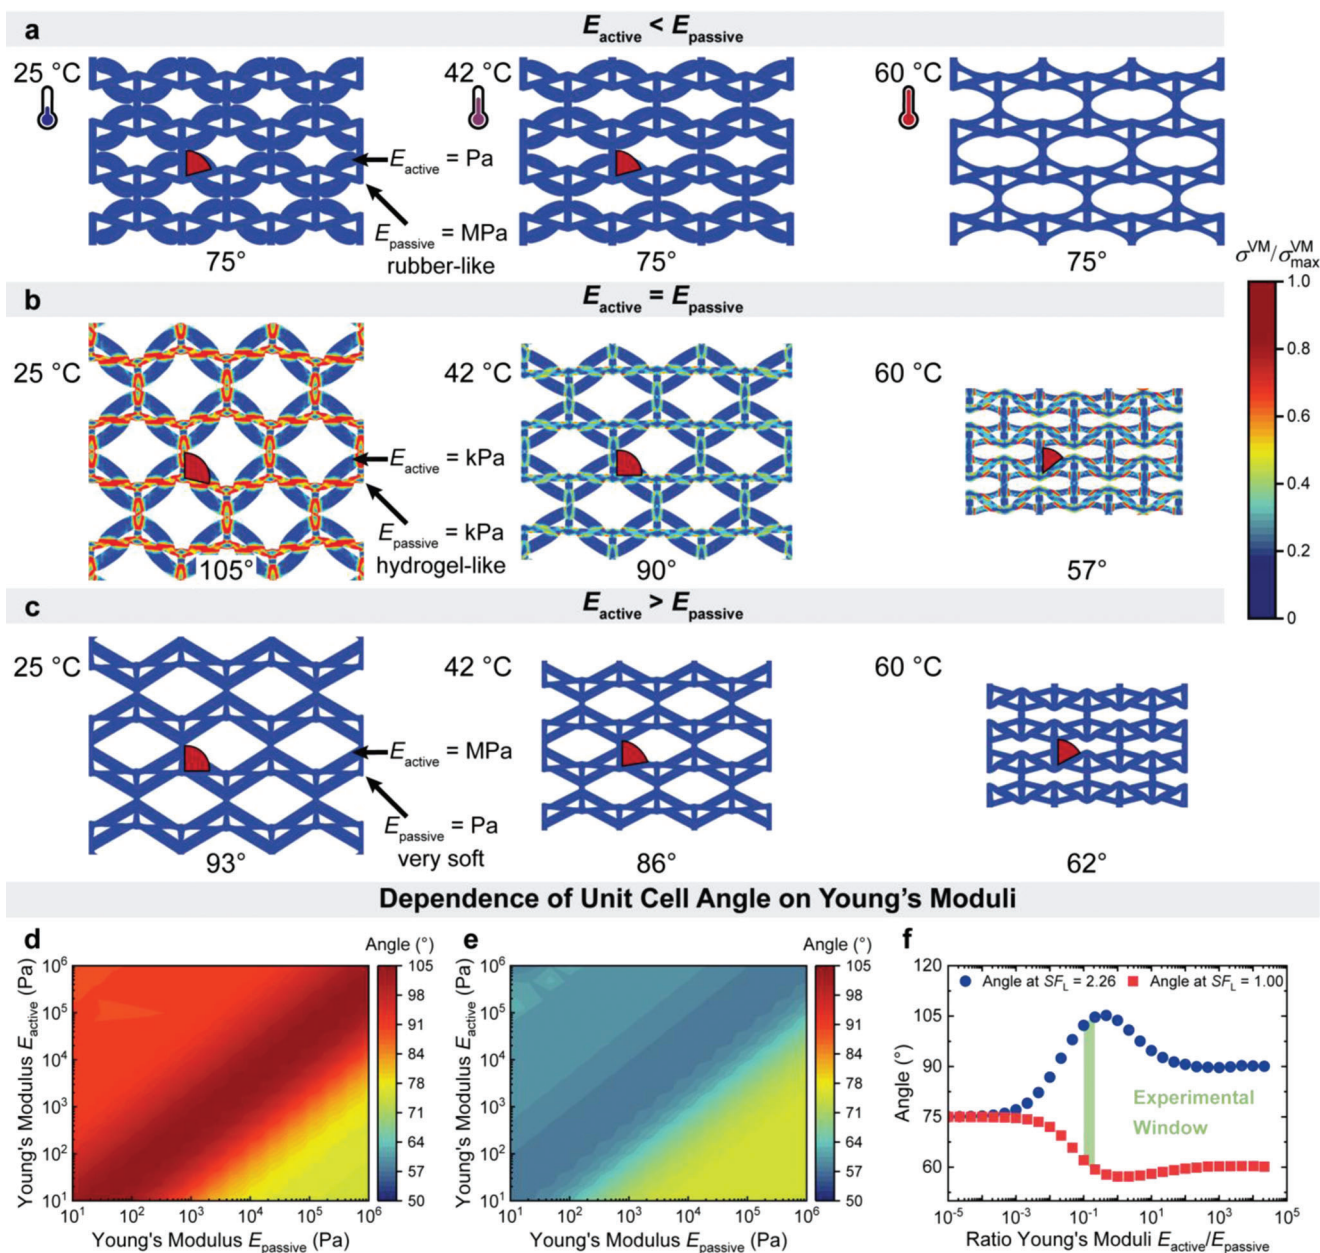 a
E_active < E_passive
25 °C
42 °C
60 °C
E_active = Pa
E_passive = MPa
rubber-like
75°
75°
75°
σ^VM/σ^VM_max
1.0
0.8
0.6
0.4
0.2
0
b
E_active = E_passive
25 °C
42 °C
60 °C
E_active = kPa
E_passive = kPa
hydrogel-like
105°
90°
57°
c
E_active > E_passive
25 °C
42 °C
60 °C
E_active = MPa
E_passive = Pa
very soft
93°
86°
62°
Dependence of Unit Cell Angle on Young's Moduli
d
Angle (°)
Young's Modulus E_active (Pa)
10^6
10^5
10^4
10^3
10^2
10^1
10^1 10^2 10^3 10^4 10^5 10^6
Young's Modulus E_passive (Pa)
105
98
91
84
78
71
64
57
50
e
Angle (°)
Young's Modulus E_active (Pa)
10^6
10^5
10^4
10^3
10^2
10^1
10^1 10^2 10^3 10^4 10^5 10^6
Young's Modulus E_passive (Pa)
105
98
91
84
78
71
64
57
50
f
Angle at SF_L = 2.26 Angle at SF_L = 1.00
Angle (°)
120
105
90
75
60
Experimental
Window
10^-5 10^-3 10^-1 10^1 10^3 10^5
Ratio Young's Moduli E_active/E_passive